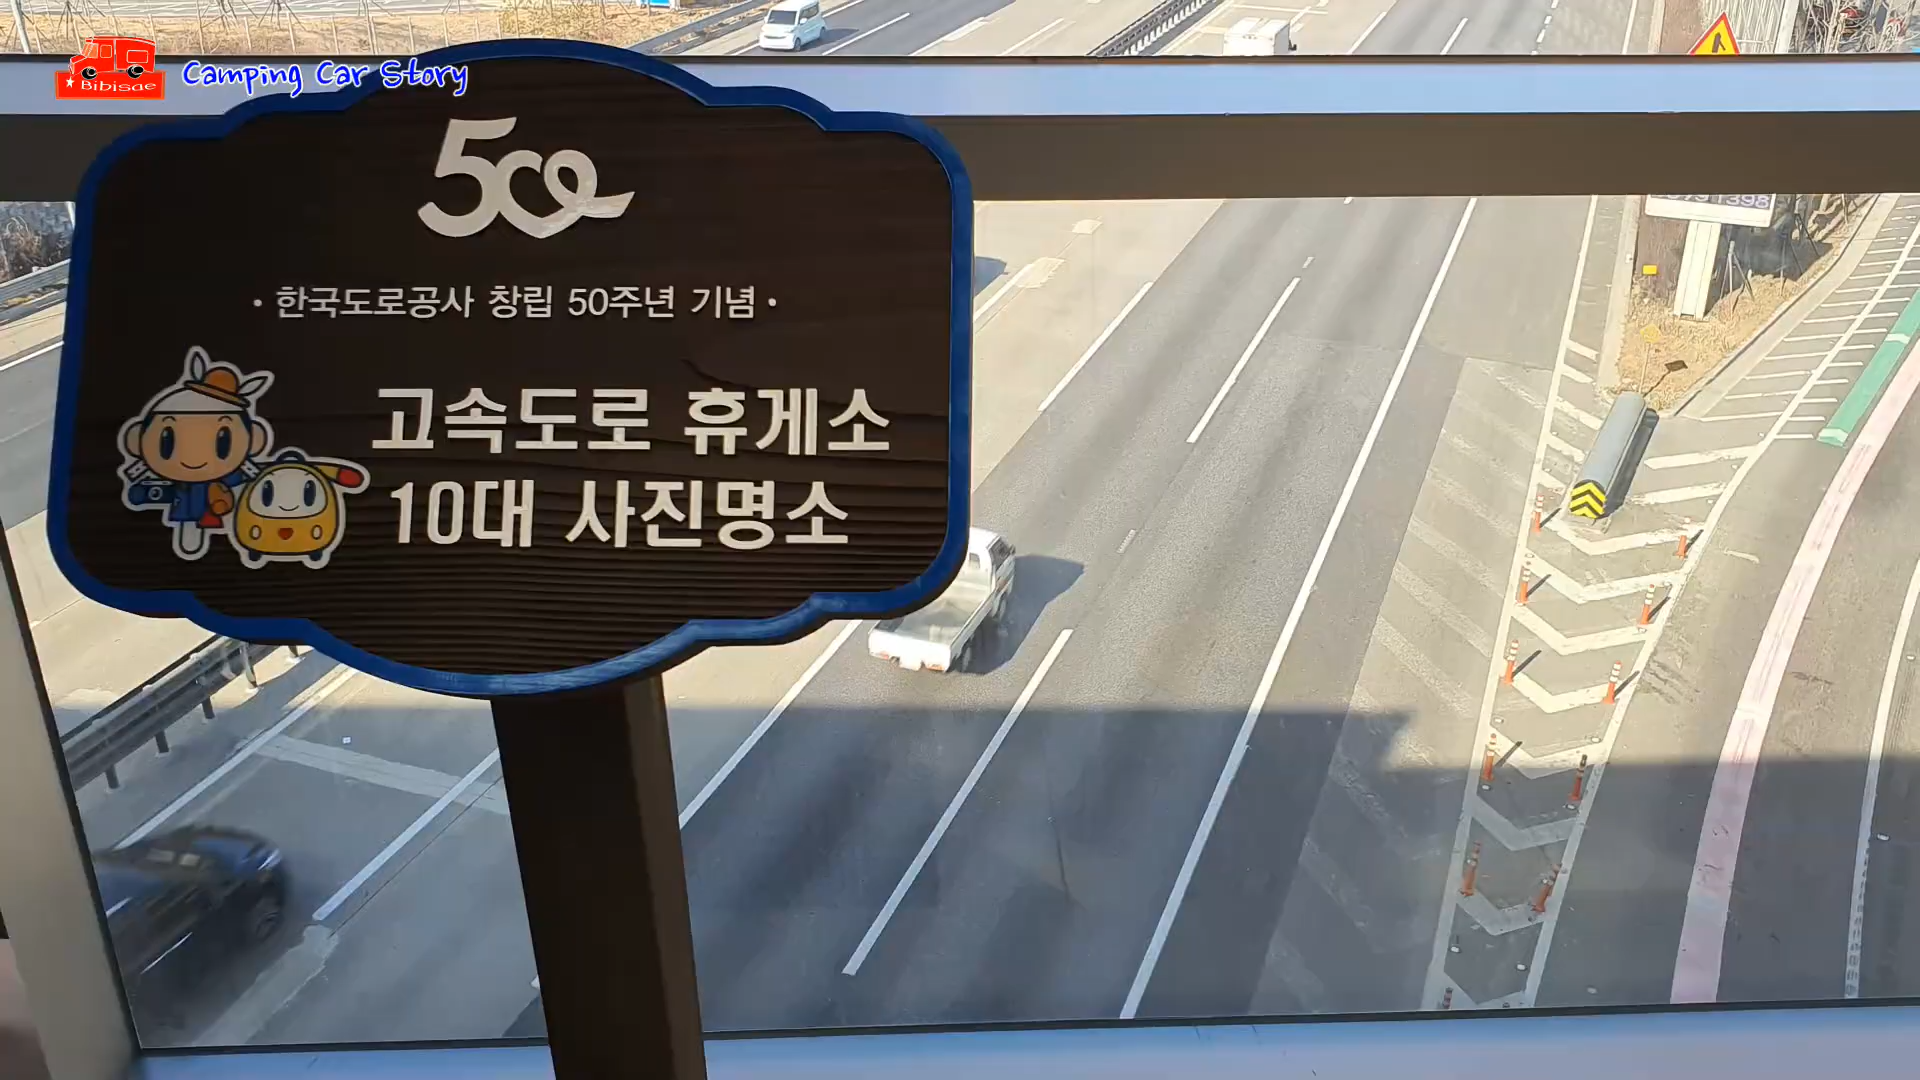 Bibisae
Camping Car Story
50
·한국도로공사 창립 50주년 기념·
고속도로 휴게소
10대 사진명소